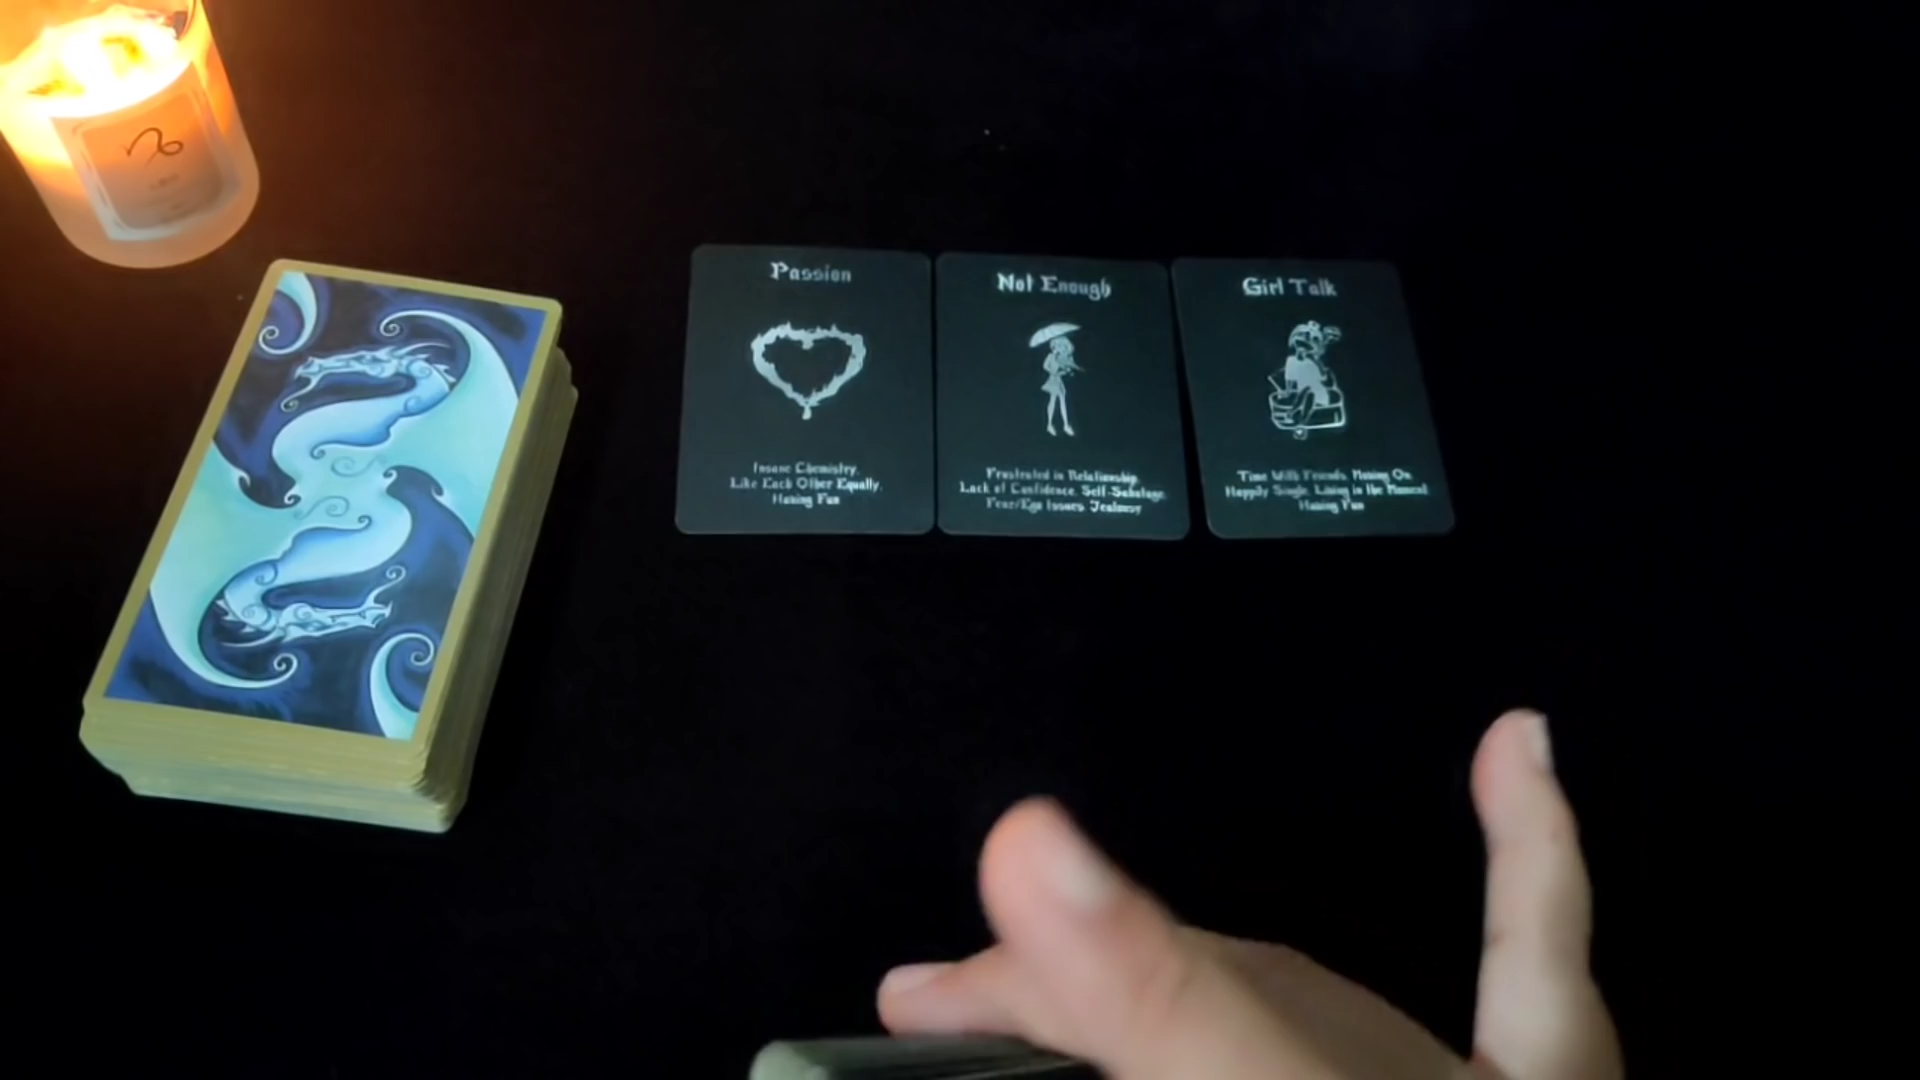 Passion
Insane Chemistry.
Like Each Other Equally.
Having Fun
Not Enough
Frustrated in Relationship
Lack of Confidence. Self-Sabotage
Fear/Ego Issues Jealousy
Girl Talk
Time With Friends. Moving On
Happily Single. Living in the Moment
Having Fun